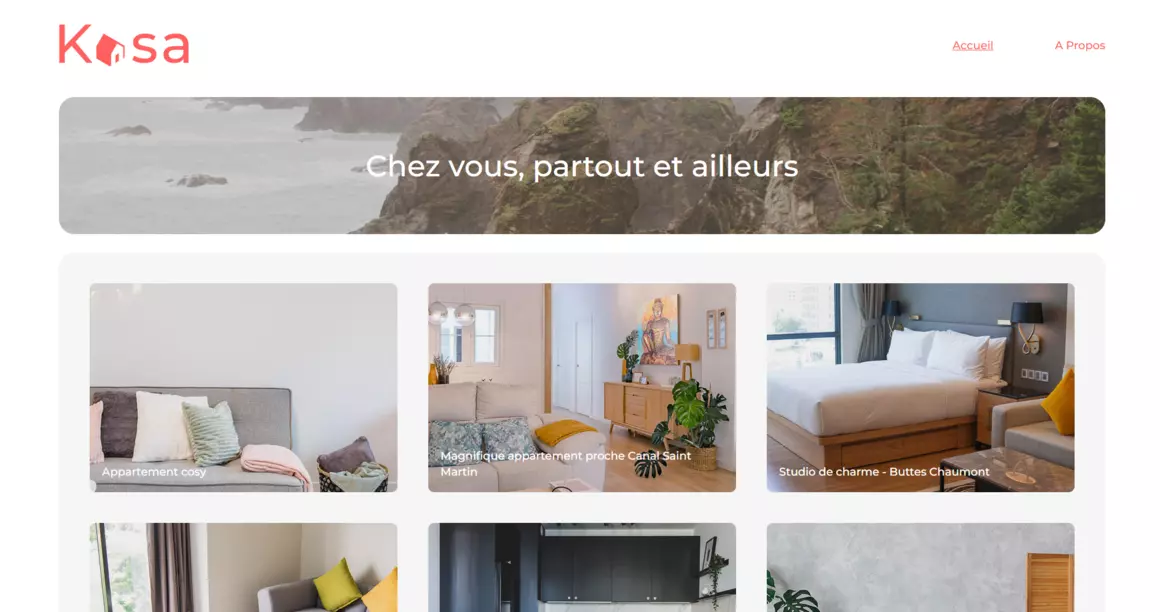 Kasa
Accueil
A Propos
Chez vous, partout et ailleurs
Appartement cosy
Magnifique appartement proche Canal Saint
Martin
Studio de charme - Buttes Chaumont